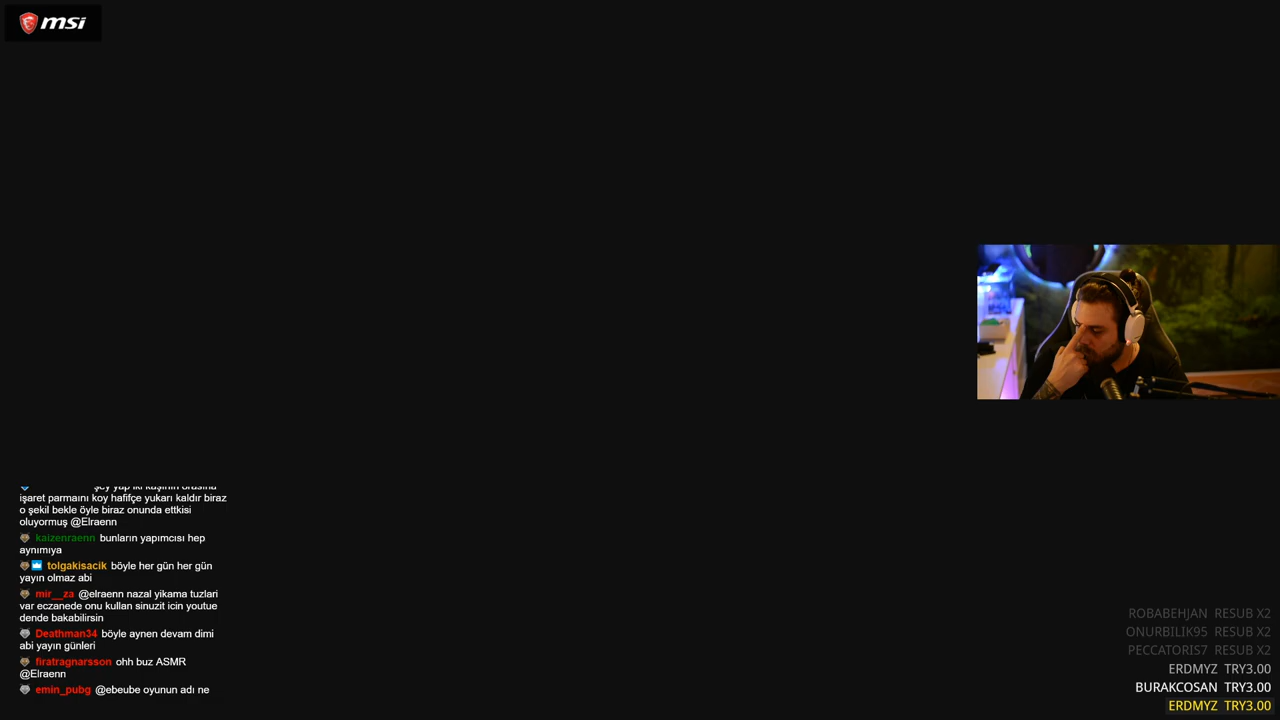 msi
işaret parmaını koy hafifçe yukarı kaldır biraz
o şekil bekle öyle biraz onunda ettkisi
oluyormuş @Elraenn
kaizenraenn bunların yapımcısı hep
aynımıya
tolgakisacik böyle her gün her gün
yayın olmaz abi
mir__za @elraenn nazal yikama tuzlari
var eczanede onu kullan sinuzit icin youtue
dende bakabilirsin
Deathman34 böyle aynen devam dimi
abi yayın günleri
firatragnarsson ohh buz ASMR
@Elraenn
emin_pubg @ebeube oyunun adı ne
ROBABEHJAN RESUB X2
ONURBILIK95 RESUB X2
PECCATORIS7 RESUB X2
ERDMYZ TRY3.00
BURAKCOSAN TRY3.00
ERDMYZ TRY3.00